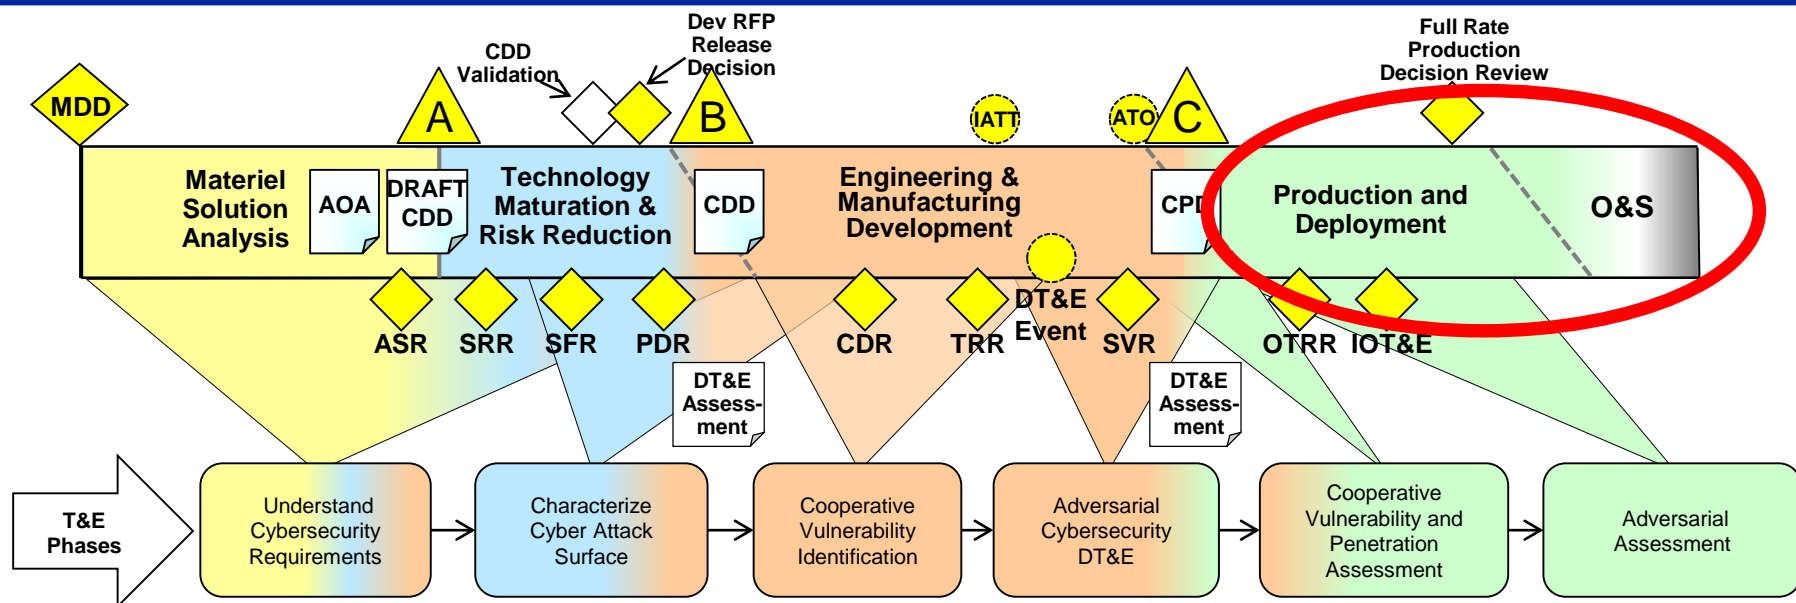 Dev RFP
Release
Decision
CDD
Validation
Full Rate
Production
Decision Review
MDD
A
B
IATT
ATO
C
Materiel
Solution
Analysis
AOA
DRAFT
CDD
Technology
Maturation &
Risk Reduction
CDD
Engineering &
Manufacturing
Development
CPD
Production and
Deployment
O&S
ASR
SRR
SFR
PDR
CDR
TRR
DT&E
Event
SVR
OTRR
IOT&E
DT&E
Assess-
ment
DT&E
Assess-
ment
T&E
Phases
Understand
Cybersecurity
Requirements
Characterize
Cyber Attack
Surface
Cooperative
Vulnerability
Identification
Adversarial
Cybersecurity
DT&E
Cooperative
Vulnerability and
Penetration
Assessment
Adversarial
Assessment